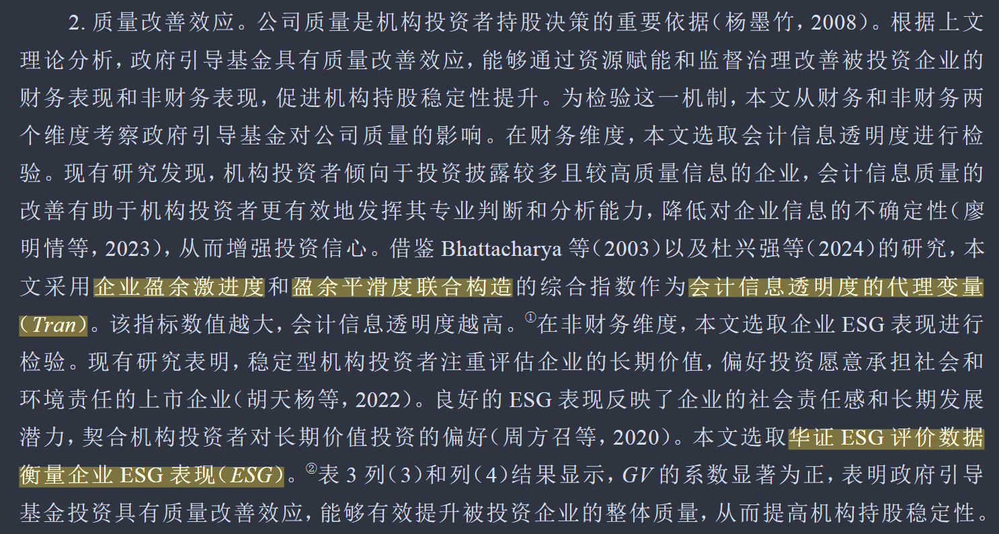 2. 质量改善效应。公司质量是机构投资者持股决策的重要依据(杨墨竹,2008)。根据上文
理论分析,政府引导基金具有质量改善效应,能够通过资源赋能和监督治理改善被投资企业的
财务表现和非财务表现,促进机构持股稳定性提升。为检验这一机制,本文从财务和非财务两
个维度考察政府引导基金对公司质量的影响。在财务维度,本文选取会计信息透明度进行检
验。现有研究发现,机构投资者倾向于投资披露较多且较高质量信息的企业,会计信息质量的
改善有助于机构投资者更有效地发挥其专业判断和分析能力,降低对企业信息的不确定性(廖
明情等,2023),从而增强投资信心。借鉴 Bhattacharya 等(2003)以及杜兴强等(2024)的研究,本
文采用企业盈余激进度和盈余平滑度联合构造的综合指数作为会计信息透明度的代理变量
(Tran)。该指标数值越大,会计信息透明度越高。①在非财务维度,本文选取企业 ESG 表现进行
检验。现有研究表明,稳定型机构投资者注重评估企业的长期价值,偏好投资愿意承担社会和
环境责任的上市企业(胡天杨等,2022)。良好的 ESG 表现反映了企业的社会责任感和长期发展
潜力,契合机构投资者对长期价值投资的偏好(周方召等,2020)。本文选取华证 ESG 评价数据
衡量企业 ESG 表现(ESG)。②表 3 列(3)和列(4)结果显示,GV 的系数显著为正,表明政府引导
基金投资具有质量改善效应,能够有效提升被投资企业的整体质量,从而提高机构持股稳定性。